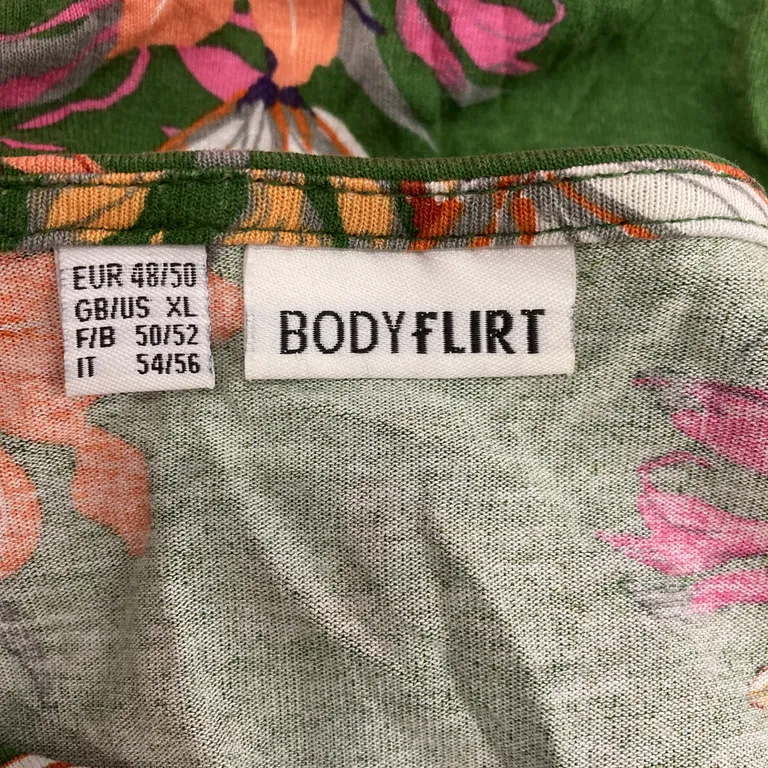 EUR 48/50
GB/US XL
F/B 50/52
IT 54/56
BODYFLIRT